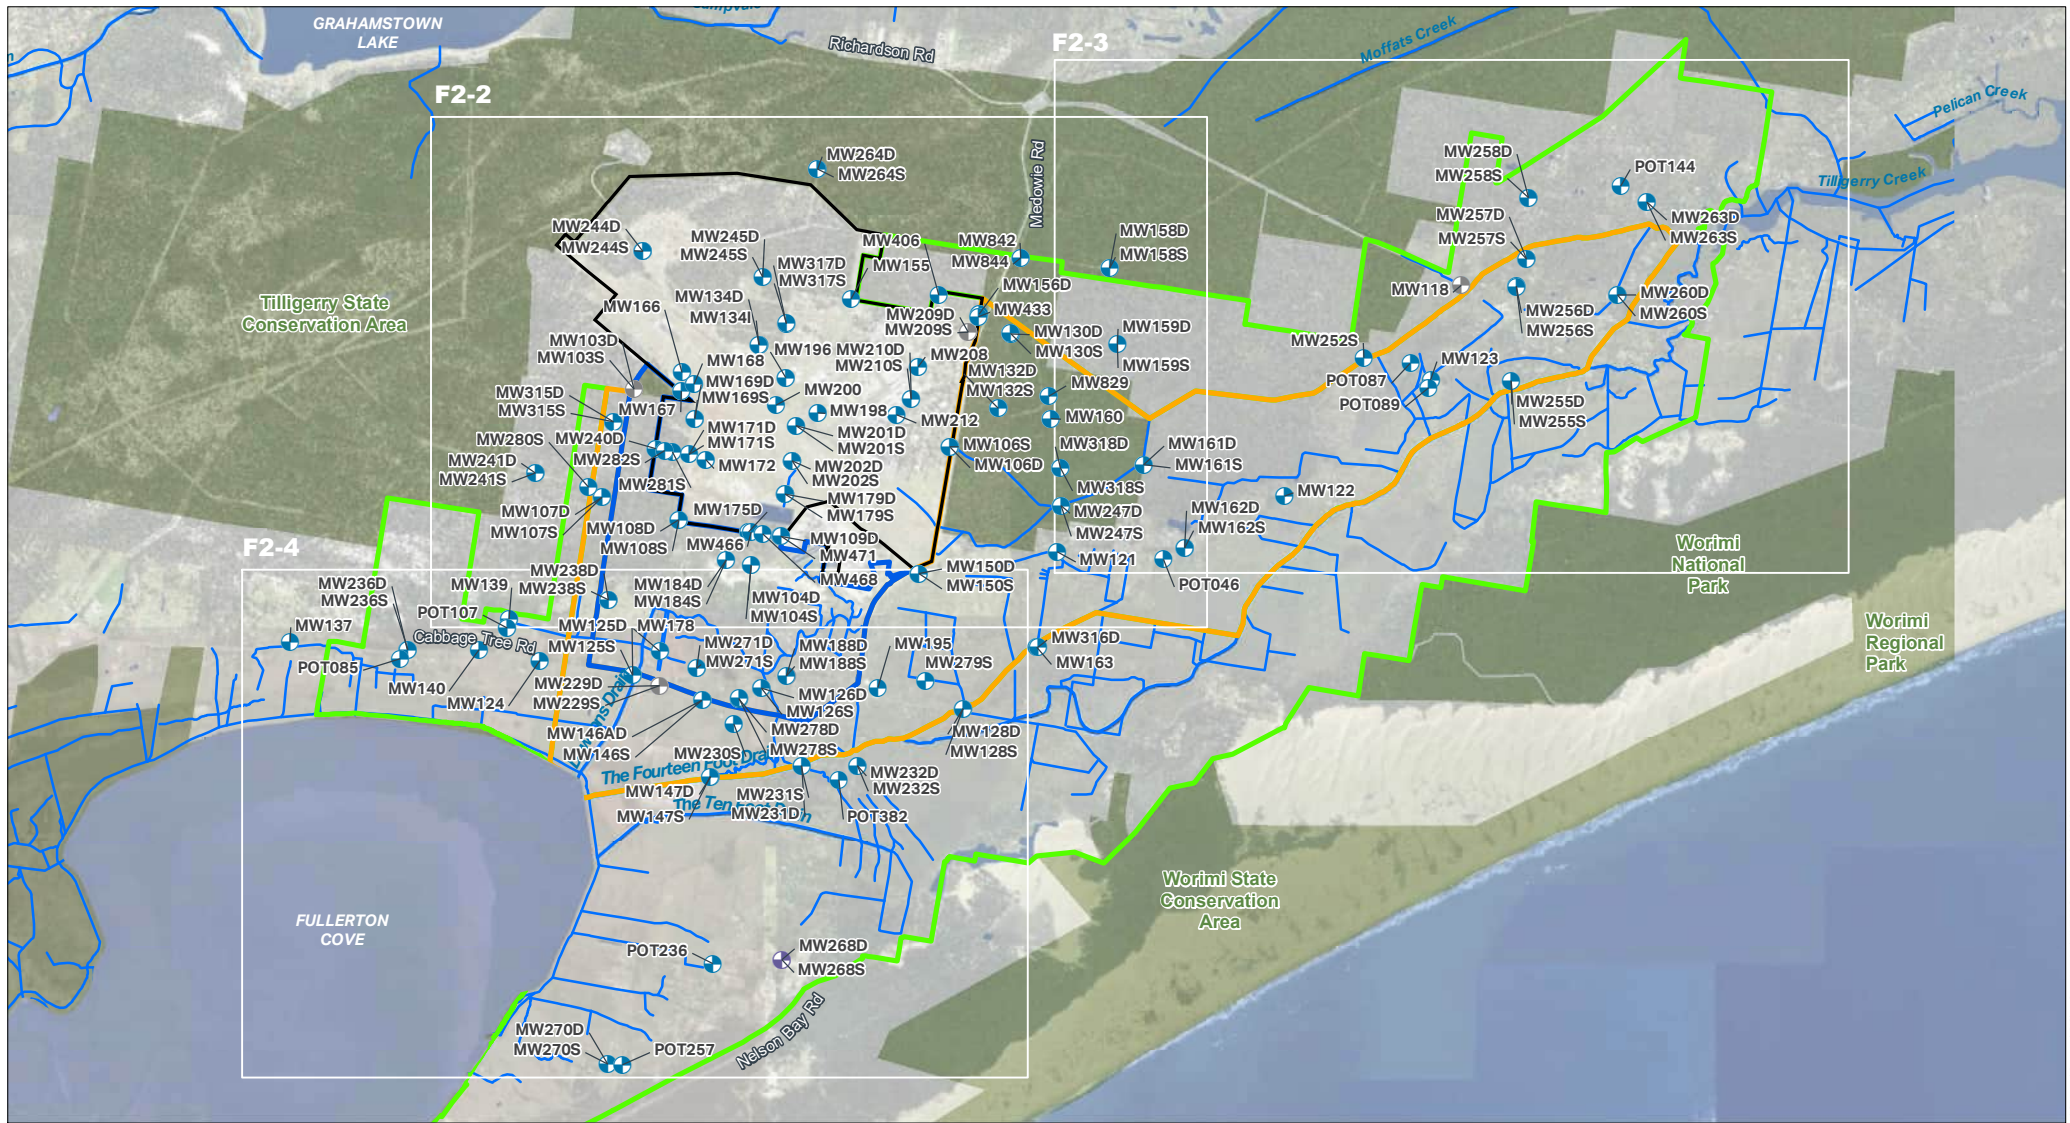 GRAHAMSTOWN
LAKE
Richardson Rd
Moffats Creek
Pelican Creek
Tilligerry Creek
F2-3
F2-2
F2-4
Medowie Rd
Tilligerry State
Conservation Area
MW264D
MW264S
MW244D
MW244S
MW245D
MW245S
MW317D
MW317S
MW406
MW155
MW842
MW844
MW158D
MW158S
MW258D
MW258S
POT144
MW257D
MW257S
MW263D
MW263S
MW118
MW256D
MW256S
MW260D
MW260S
MW166
MW134D
MW134I
MW156D
MW209D
MW209S
MW433
MW130D
MW130S
MW159D
MW159S
MW252S
MW103D
MW103S
MW168
MW196
MW210D
MW210S
MW208
MW132D
MW132S
POT087
MW123
POT089
MW255D
MW255S
MW315D
MW315S
MW167
MW169D
MW169S
MW200
MW198
MW212
MW829
MW160
MW280S
MW240D
MW171D
MW171S
MW201D
MW201S
MW106S
MW106D
MW318D
MW318S
MW161D
MW161S
MW241D
MW241S
MW282S
MW281S
MW172
MW202D
MW202S
MW179D
MW179S
MW122
MW107D
MW107S
MW108D
MW108S
MW175D
MW466
MW109D
MW471
MW468
MW247D
MW247S
MW162D
MW162S
MW121
POT046
MW150D
MW150S
MW238D
MW238S
MW184D
MW184S
MW104D
MW104S
MW236D
MW236S
MW139
POT107
Cabbage Tree Rd
MW137
POT085
MW140
MW124
MW125D
MW125S
MW178
MW271D
MW271S
MW188D
MW188S
MW195
MW279S
MW316D
MW163
MW229D
MW229S
MW126D
MW126S
MW146AD
MW146S
MW278D
MW278S
MW128D
MW128S
MW230S
The Fourteen Foot Drain
MW147D
MW147S
MW231S
MW231D
MW232D
MW232S
POT382
Worimi
National
Park
Worimi
Regional
Park
Worimi State
Conservation
Area
FULLERTON
COVE
POT236
MW268D
MW268S
Nelson Bay Rd
MW270D
MW270S
POT257